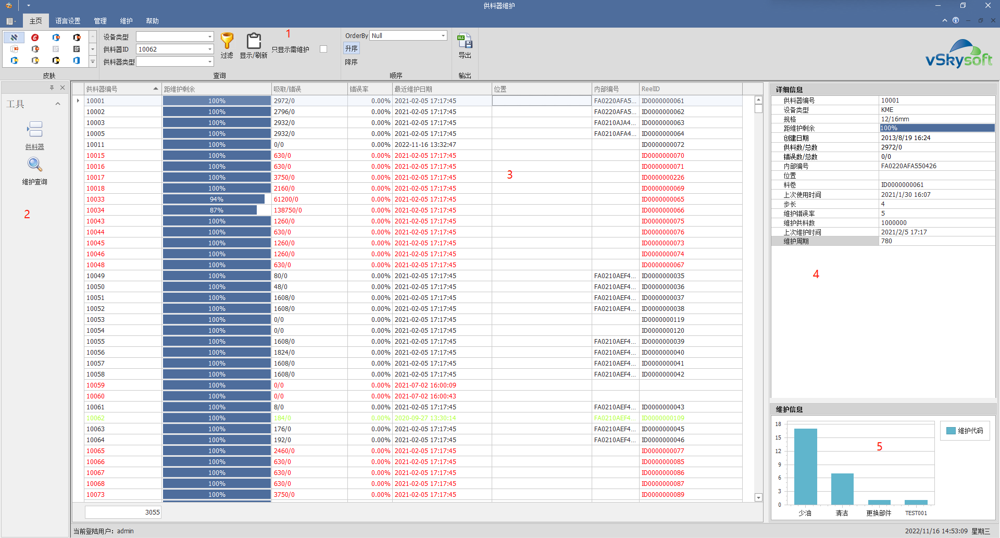 供料器维护
主页 语言设置 管理 维护 帮助
设备类型
供料器ID 10062
供料器类型
过滤
显示/刷新
只显示需维护
1
OrderBy Null
升序
降序
导出
皮肤 查询 顺序 输出
vSkysoft
工具
供料器
维护查询
2
供料器编号 距维护剩余 吸取/错误 错误率 最近维护日期 位置 内部编号 ReelID
10001 100% 2972/0 0.00% 2021-02-05 17:17:45 FA0220AFA5... ID0000000061
10002 100% 2796/0 0.00% 2021-02-05 17:17:45 FA0220AFA5... ID0000000062
10003 100% 2932/0 0.00% 2021-02-05 17:17:45 FA0210AJA4... ID0000000063
10005 100% 2932/0 0.00% 2021-02-05 17:17:45 FA0210AFA4... ID0000000064
10011 100% 0/0 0.00% 2022-11-16 13:32:47 ID0000000072
10015 100% 630/0 0.00% 2021-02-05 17:17:45 ID0000000070
10016 100% 630/0 0.00% 2021-02-05 17:17:45 ID0000000071
10017 100% 3750/0 0.00% 2021-02-05 17:17:45 ID0000000226
10018 100% 2160/0 0.00% 2021-02-05 17:17:45 ID0000000069
10033 94% 61200/0 0.00% 2021-02-05 17:17:45 ID0000000065
10034 87% 138750/0 0.00% 2021-02-05 17:17:45 ID0000000066
10043 100% 1260/0 0.00% 2021-02-05 17:17:45 ID0000000075
10044 100% 630/0 0.00% 2021-02-05 17:17:45 ID0000000076
10045 100% 1260/0 0.00% 2021-02-05 17:17:45 ID0000000073
10046 100% 1260/0 0.00% 2021-02-05 17:17:45 ID0000000074
10048 100% 630/0 0.00% 2021-02-05 17:17:45 ID0000000067
10049 100% 80/0 0.00% 2021-02-05 17:17:45 FA0210AEF4... ID0000000035
10050 100% 48/0 0.00% 2021-02-05 17:17:45 FA0210AEF4... ID0000000036
10051 100% 1608/0 0.00% 2021-02-05 17:17:45 FA0210AEF4... ID0000000037
10052 100% 1608/0 0.00% 2021-02-05 17:17:45 FA0210AEF4... ID0000000038
10053 100% 0/0 0.00% 2021-02-05 17:17:45 ID0000000119
10054 100% 0/0 0.00% 2021-02-05 17:17:45 ID0000000120
10055 100% 1608/0 0.00% 2021-02-05 17:17:45 FA0210AEF4... ID0000000039
10056 100% 1824/0 0.00% 2021-02-05 17:17:45 FA0210AEF4... ID0000000040
10057 100% 1608/0 0.00% 2021-02-05 17:17:45 FA0210AEF4... ID0000000041
10058 100% 1608/0 0.00% 2021-02-05 17:17:45 FA0210AEF4... ID0000000042
10059 100% 0/0 0.00% 2021-07-02 16:00:09
10060 100% 0/0 0.00% 2021-07-02 16:00:43
10061 100% 8/0 0.00% 2021-02-05 17:17:45 FA0210AEF4... ID0000000043
10062 100% 184/0 0.00% 2020-09-27 13:30:14 FA0210AEF4... ID0000000109
10063 100% 176/0 0.00% 2021-02-05 17:17:45 FA0210AEF4... ID0000000045
10064 100% 192/0 0.00% 2021-02-05 17:17:45 FA0210AEF4... ID0000000046
10065 100% 2460/0 0.00% 2021-02-05 17:17:45 ID0000000077
10066 100% 630/0 0.00% 2021-02-05 17:17:45 ID0000000085
10067 100% 630/0 0.00% 2021-02-05 17:17:45 ID0000000086
10068 100% 630/0 0.00% 2021-02-05 17:17:45 ID0000000087
10073 100% 3750/0 0.00% 2021-02-05 17:17:45 ID0000000089
3055
3
详细信息
供料器编号 10001
设备类型 KME
规格 12/16mm
距维护剩余 100%
创建日期 2013/8/19 16:24
供料数/总数 2972/0
错误数/总数 0/0
内部编号 FA0220AFA550426
位置
料卷 ID0000000061
上次使用时间 2021/1/30 16:07
步长 4
维护错误率 5
维护供料数 1000000
上次维护时间 2021/2/5 17:17
维护周期 780
4
维护信息
18
15
12
9
6
3
0
少油 清洁 更换部件 TEST001
维护代码
5
当前登陆用户：admin
2022/11/16 14:53:09 星期三